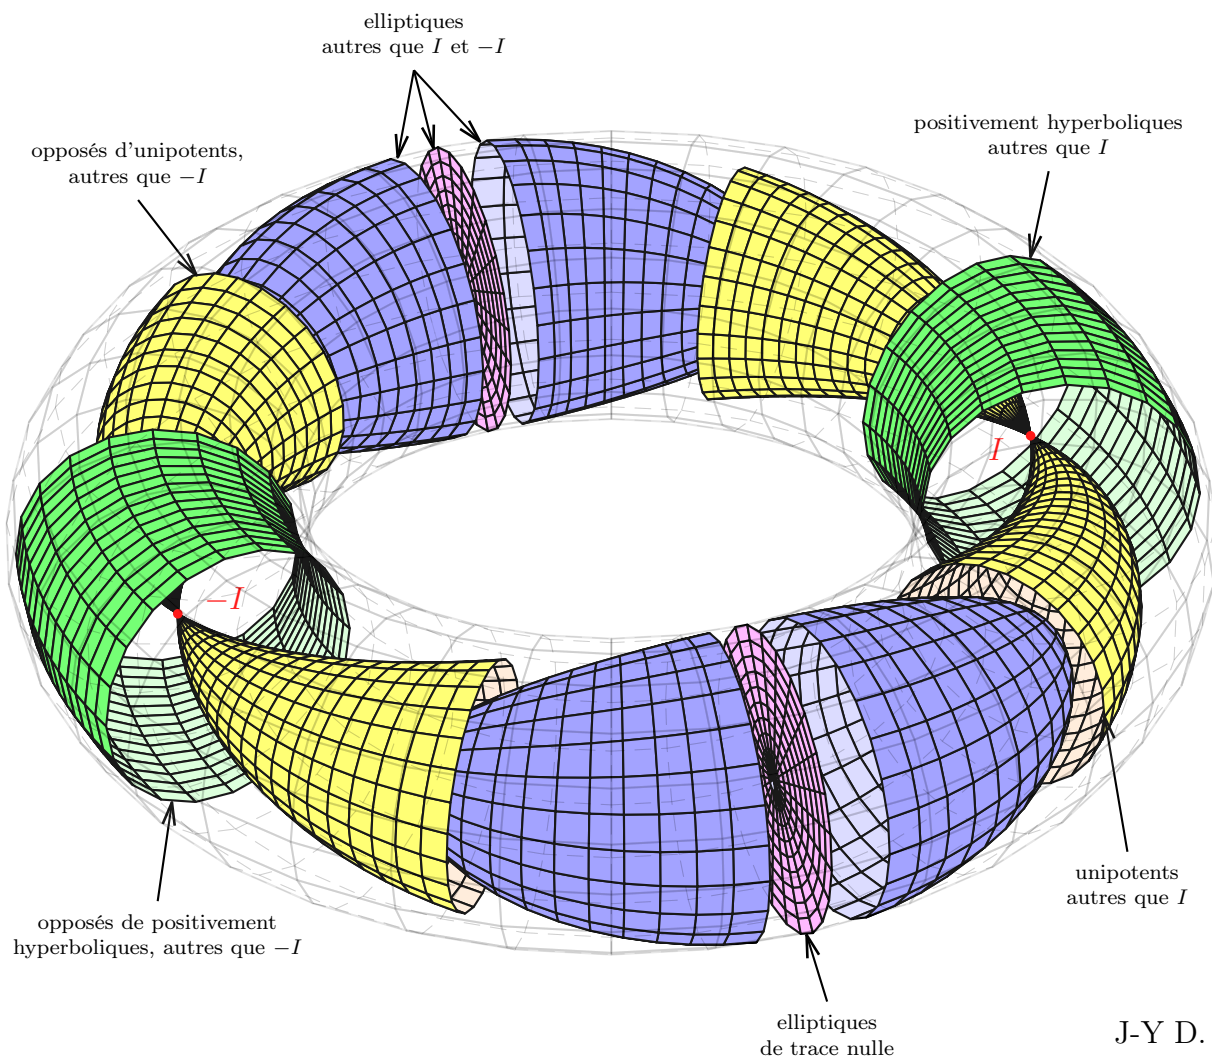 elliptiques
autres que I et −I
positivement hyperboliques
autres que I
opposés d'unipotents,
autres que −I
I
−I
unipotents
autres que I
opposés de positivement
hyperboliques, autres que −I
elliptiques
de trace nulle
J-Y D.